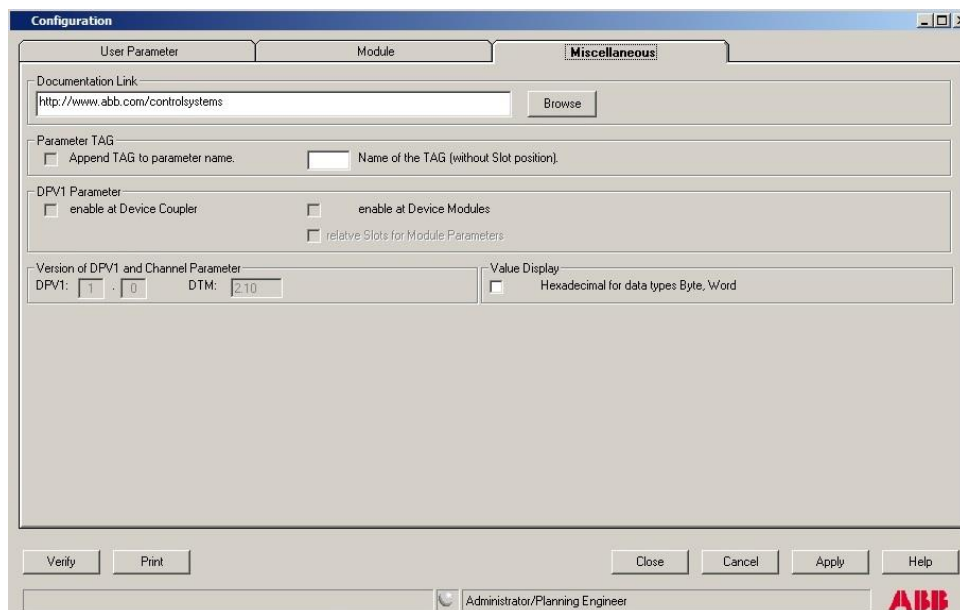 Configuration
User Parameter
Module
Miscellaneous
Documentation Link
http://www.abb.com/controlsystems
Browse
Parameter TAG
Append TAG to parameter name.
Name of the TAG (without Slot position).
DPV1 Parameter
enable at Device Coupler
enable at Device Modules
relatve Slots for Module Parameters
Version of DPV1 and Channel Parameter
DPV1: 1 . 0 DTM: 2.10
Value Display
Hexadecimal for data types Byte, Word
Verify
Print
Close
Cancel
Apply
Help
Administrator/Planning Engineer
ABB